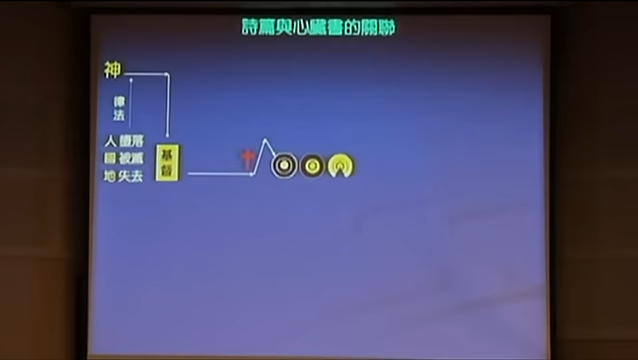 詩篇與心臟書的關聯
神
律法
人墮落
國被滅
地失去
基督